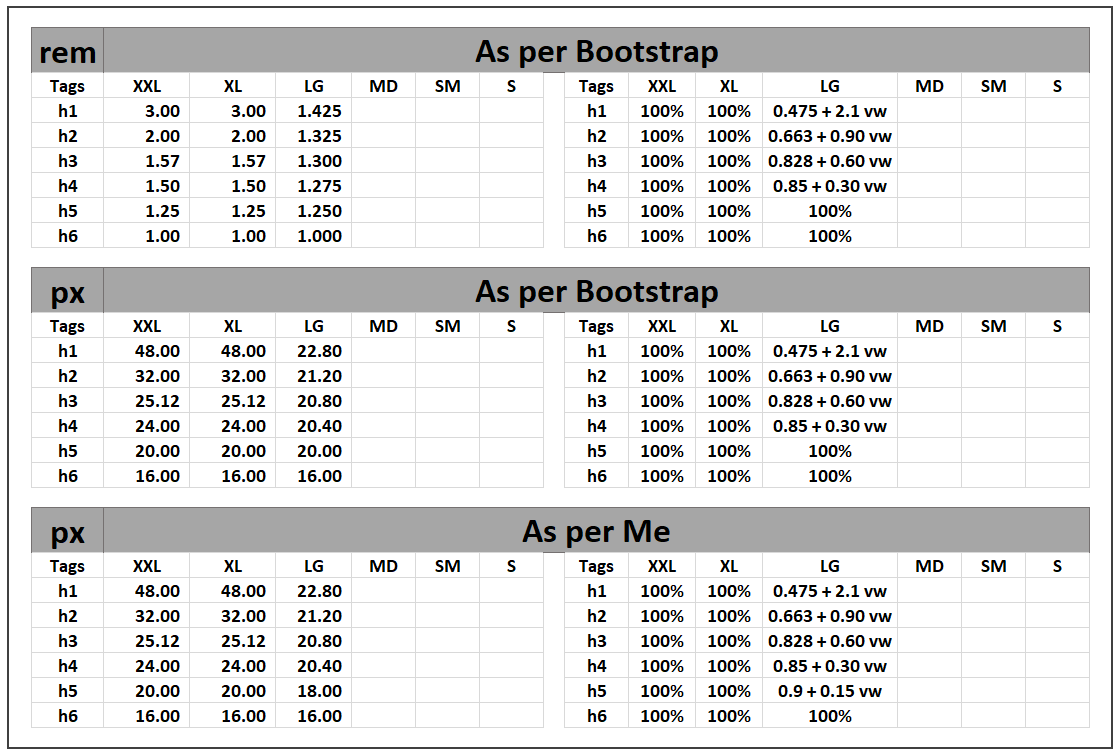 rem As per Bootstrap
Tags XXL XL LG MD SM S Tags XXL XL LG MD SM S
h1 3.00 3.00 1.425 h1 100% 100% 0.475 + 2.1 vw
h2 2.00 2.00 1.325 h2 100% 100% 0.663 + 0.90 vw
h3 1.57 1.57 1.300 h3 100% 100% 0.828 + 0.60 vw
h4 1.50 1.50 1.275 h4 100% 100% 0.85 + 0.30 vw
h5 1.25 1.25 1.250 h5 100% 100% 100%
h6 1.00 1.00 1.000 h6 100% 100% 100%
px As per Bootstrap
Tags XXL XL LG MD SM S Tags XXL XL LG MD SM S
h1 48.00 48.00 22.80 h1 100% 100% 0.475 + 2.1 vw
h2 32.00 32.00 21.20 h2 100% 100% 0.663 + 0.90 vw
h3 25.12 25.12 20.80 h3 100% 100% 0.828 + 0.60 vw
h4 24.00 24.00 20.40 h4 100% 100% 0.85 + 0.30 vw
h5 20.00 20.00 20.00 h5 100% 100% 100%
h6 16.00 16.00 16.00 h6 100% 100% 100%
px As per Me
Tags XXL XL LG MD SM S Tags XXL XL LG MD SM S
h1 48.00 48.00 22.80 h1 100% 100% 0.475 + 2.1 vw
h2 32.00 32.00 21.20 h2 100% 100% 0.663 + 0.90 vw
h3 25.12 25.12 20.80 h3 100% 100% 0.828 + 0.60 vw
h4 24.00 24.00 20.40 h4 100% 100% 0.85 + 0.30 vw
h5 20.00 20.00 18.00 h5 100% 100% 0.9 + 0.15 vw
h6 16.00 16.00 16.00 h6 100% 100% 100%